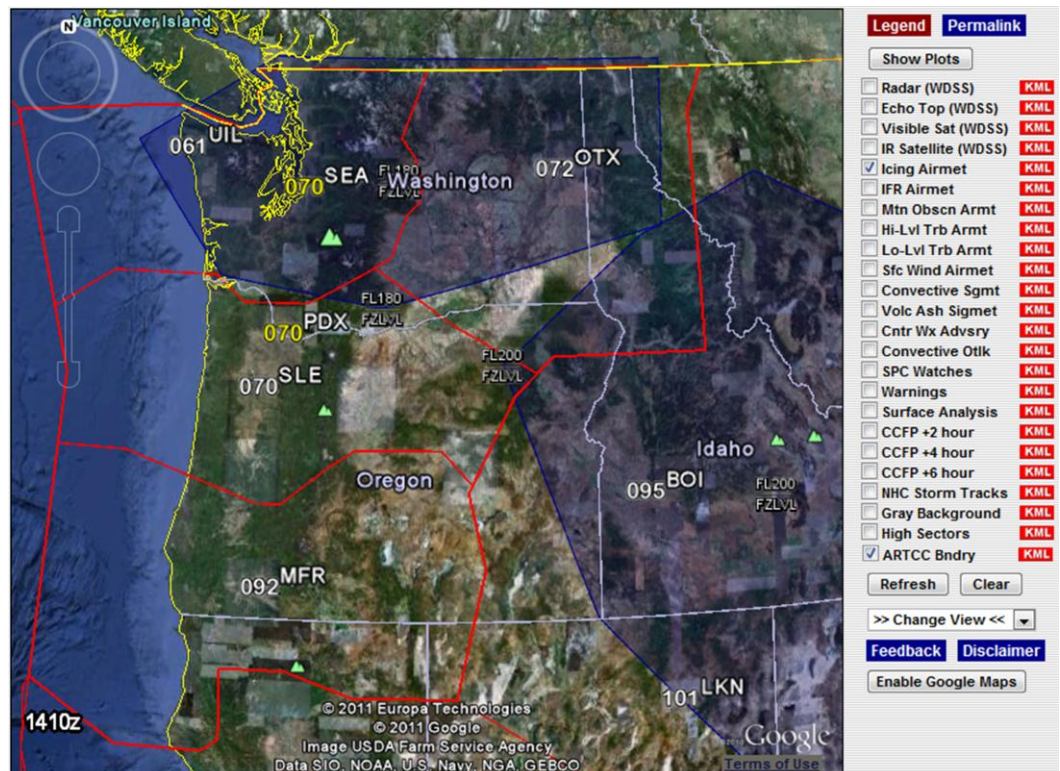 Vancouver Island
N
UIL
061
SEA
070
FL180
FZLVL
Washington
072
OTX
FL180
FZLVL
PDX
070
FL200
FZLVL
SLE
070
Idaho
Oregon
BOI
095
FL200
FZLVL
MFR
092
LKN
101
1410z
© 2011 Europa Technologies
© 2011 Google
Image USDA Farm Service Agency
Data SIO, NOAA, U.S. Navy, NGA, GEBCO
Google
Terms of Use
Legend Permalink
Show Plots
Radar (WDSS) KML
Echo Top (WDSS) KML
Visible Sat (WDSS) KML
IR Satellite (WDSS) KML
Icing Airmet KML
IFR Airmet KML
Mtn Obscn Armt KML
Hi-Lvl Trb Armt KML
Lo-Lvl Trb Armt KML
Sfc Wind Airmet KML
Convective Sgmt KML
Volc Ash Sigmet KML
Cntr Wx Advsry KML
Convective Otlk KML
SPC Watches KML
Warnings KML
Surface Analysis KML
CCFP +2 hour KML
CCFP +4 hour KML
CCFP +6 hour KML
NHC Storm Tracks KML
Gray Background KML
High Sectors KML
ARTCC Bndry KML
Refresh Clear
>> Change View <<
Feedback Disclaimer
Enable Google Maps